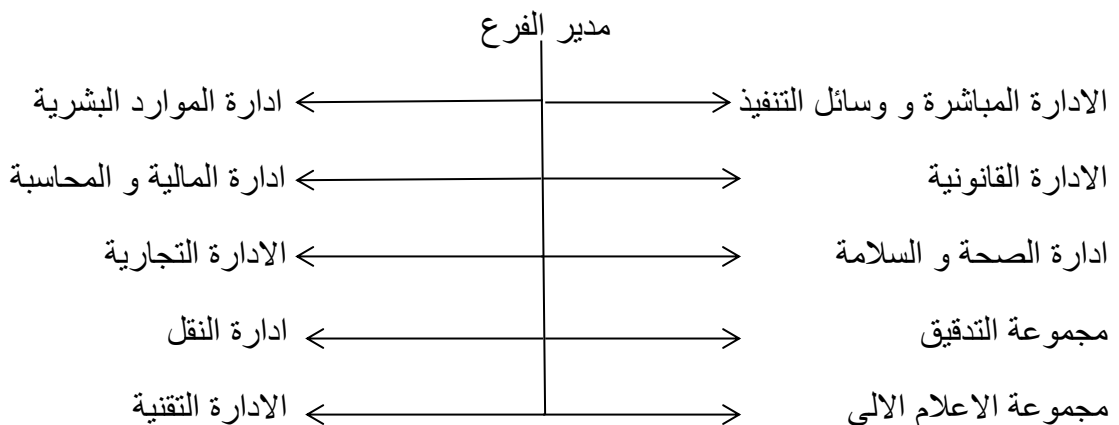 مدير الفرع
الادارة المباشرة و وسائل التنفيذ
ادارة الموارد البشرية
الادارة القانونية
ادارة المالية و المحاسبة
ادارة الصحة و السلامة
الادارة التجارية
مجموعة التدقيق
ادارة النقل
مجموعة الاعلام الالي
الادارة التقنية